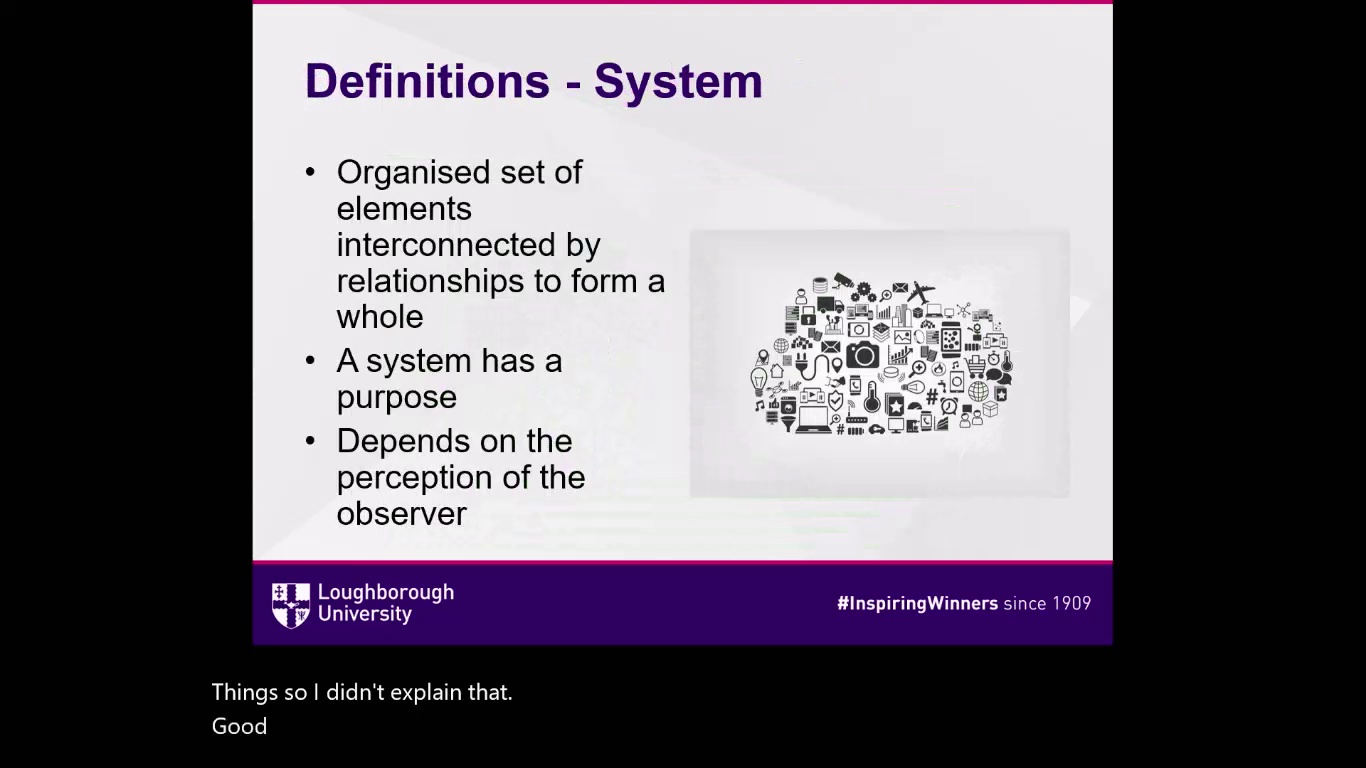 Definitions - System
• Organised set of
elements
interconnected by
relationships to form a
whole
• A system has a
purpose
• Depends on the
perception of the
observer
Loughborough
University
#InspiringWinners since 1909
Things so I didn't explain that.
Good